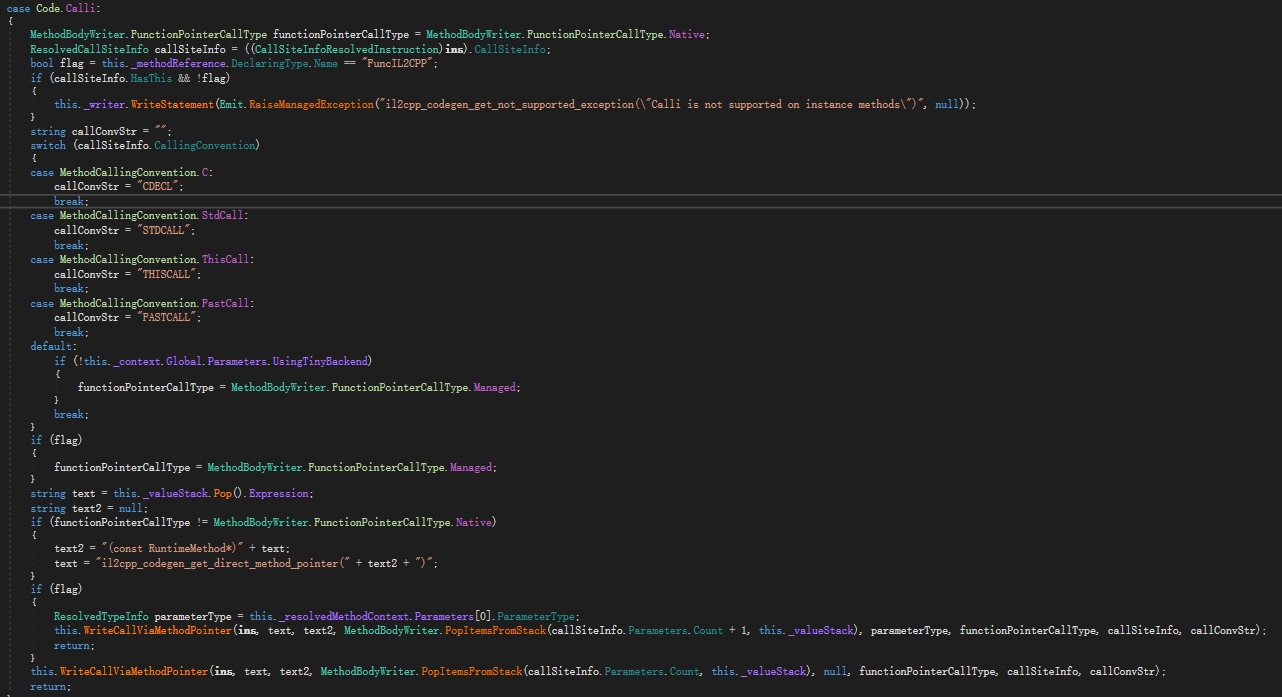 case Code.Calli:
{
MethodBodyWriter.FunctionPointerCallType functionPointerCallType = MethodBodyWriter.FunctionPointerCallType.Native;
ResolvedCallSiteInfo callSiteInfo = ((CallSiteInfoResolvedInstruction)ins).CallSiteInfo;
bool flag = this._methodReference.DeclaringType.Name == "FuncIL2CPP";
if (callSiteInfo.HasThis && !flag)
{
this._writer.WriteStatement(Emit.RaiseManagedException("il2cpp_codegen_get_not_supported_exception(\"Calli is not supported on instance methods\")", null));
}
string callConvStr = "";
switch (callSiteInfo.CallingConvention)
{
case MethodCallingConvention.C:
callConvStr = "CDECL";
break;
case MethodCallingConvention.StdCall:
callConvStr = "STDCALL";
break;
case MethodCallingConvention.ThisCall:
callConvStr = "THISCALL";
break;
case MethodCallingConvention.FastCall:
callConvStr = "FASTCALL";
break;
default:
if (!this._context.Global.Parameters.UsingTinyBackend)
{
functionPointerCallType = MethodBodyWriter.FunctionPointerCallType.Managed;
}
break;
}
if (flag)
{
functionPointerCallType = MethodBodyWriter.FunctionPointerCallType.Managed;
}
string text = this._valueStack.Pop().Expression;
string text2 = null;
if (functionPointerCallType != MethodBodyWriter.FunctionPointerCallType.Native)
{
text2 = "(const RuntimeMethod*)" + text;
text = "il2cpp_codegen_get_direct_method_pointer(" + text2 + ")";
}
if (flag)
{
ResolvedTypeInfo parameterType = this._resolvedMethodContext.Parameters[0].ParameterType;
this.WriteCallViaMethodPointer(ins, text, text2, MethodBodyWriter.PopItemsFromStack(callSiteInfo.Parameters.Count + 1, this._valueStack), parameterType, functionPointerCallType, callSiteInfo, callConvStr);
return;
}
this.WriteCallViaMethodPointer(ins, text, text2, MethodBodyWriter.PopItemsFromStack(callSiteInfo.Parameters.Count, this._valueStack), null, functionPointerCallType, callSiteInfo, callConvStr);
return;